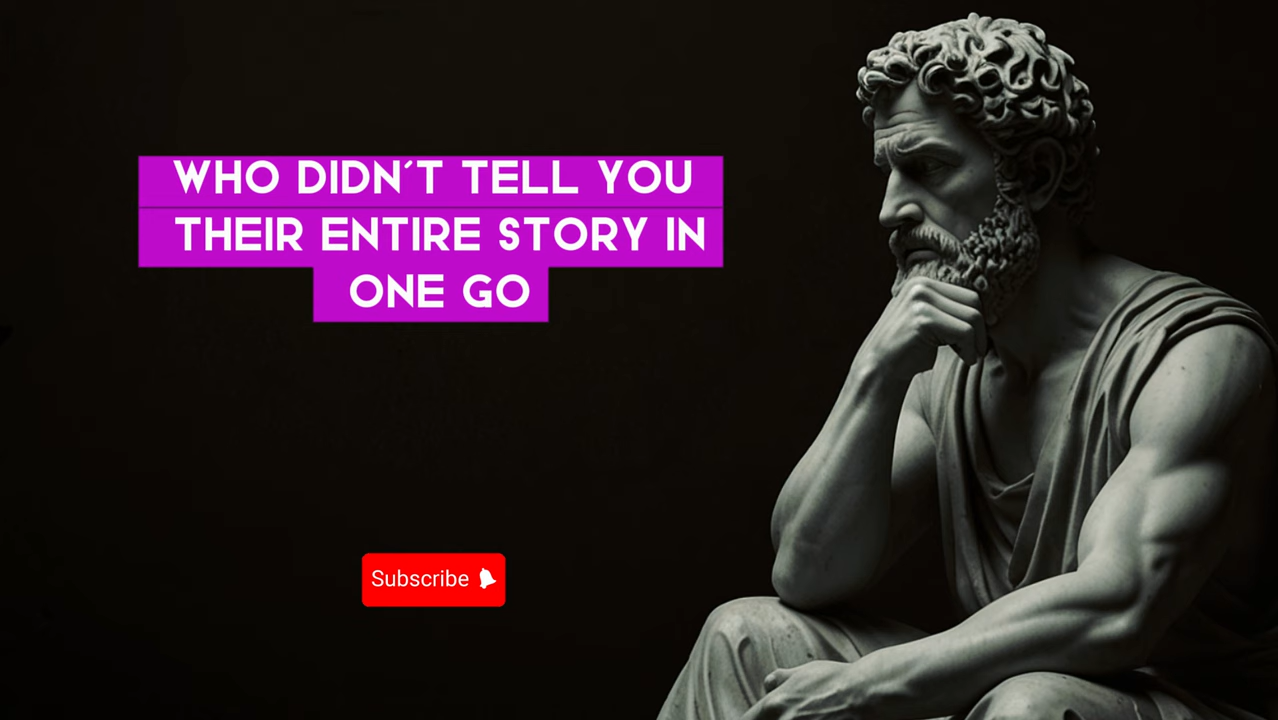 WHO DIDN´T TELL YOU
THEIR ENTIRE STORY IN
ONE GO
Subscribe